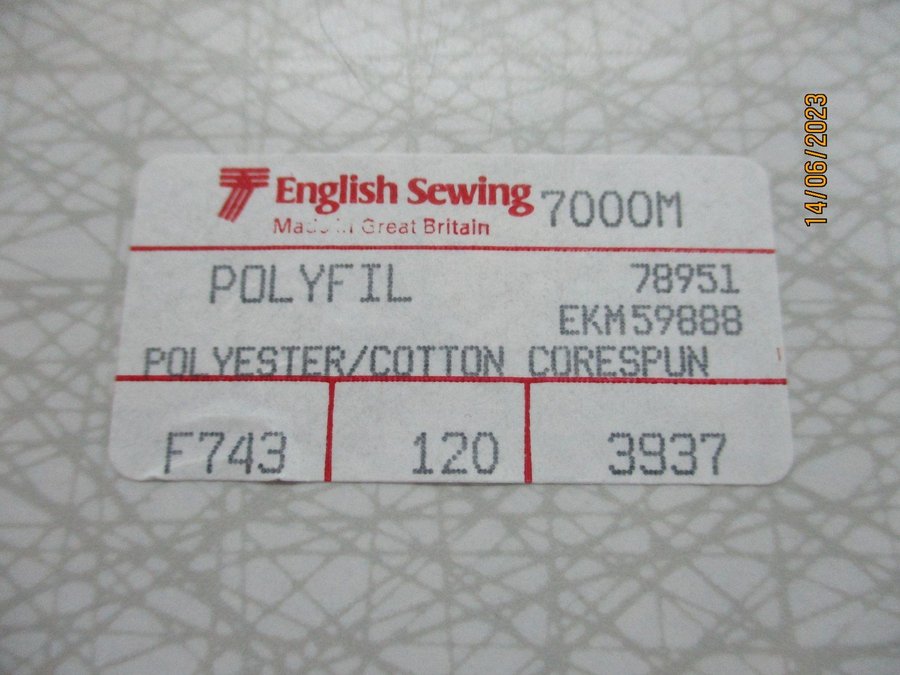 English Sewing 7000M
Made in Great Britain
POLYFIL 78951
EKM59888
POLYESTER/COTTON CORESPUN
F743 120 3937
14/06/2023